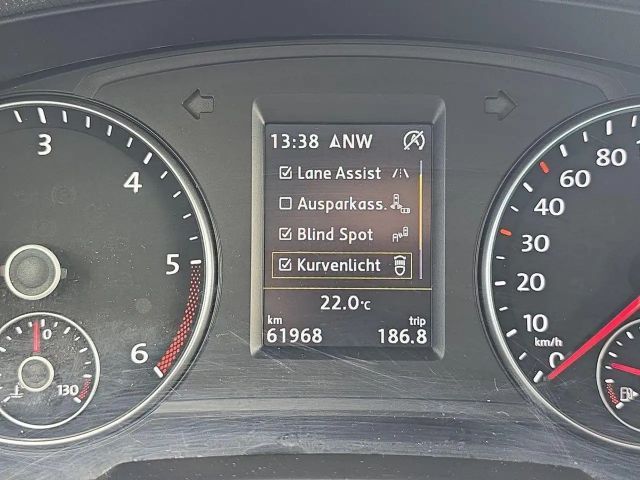 13:38 NW
Lane Assist
Ausparkass.
Blind Spot
Kurvenlicht
22.0°C
km trip
61968 186.8
3
4
5
6
0
130
0
10
20
30
40
60
80
km/h